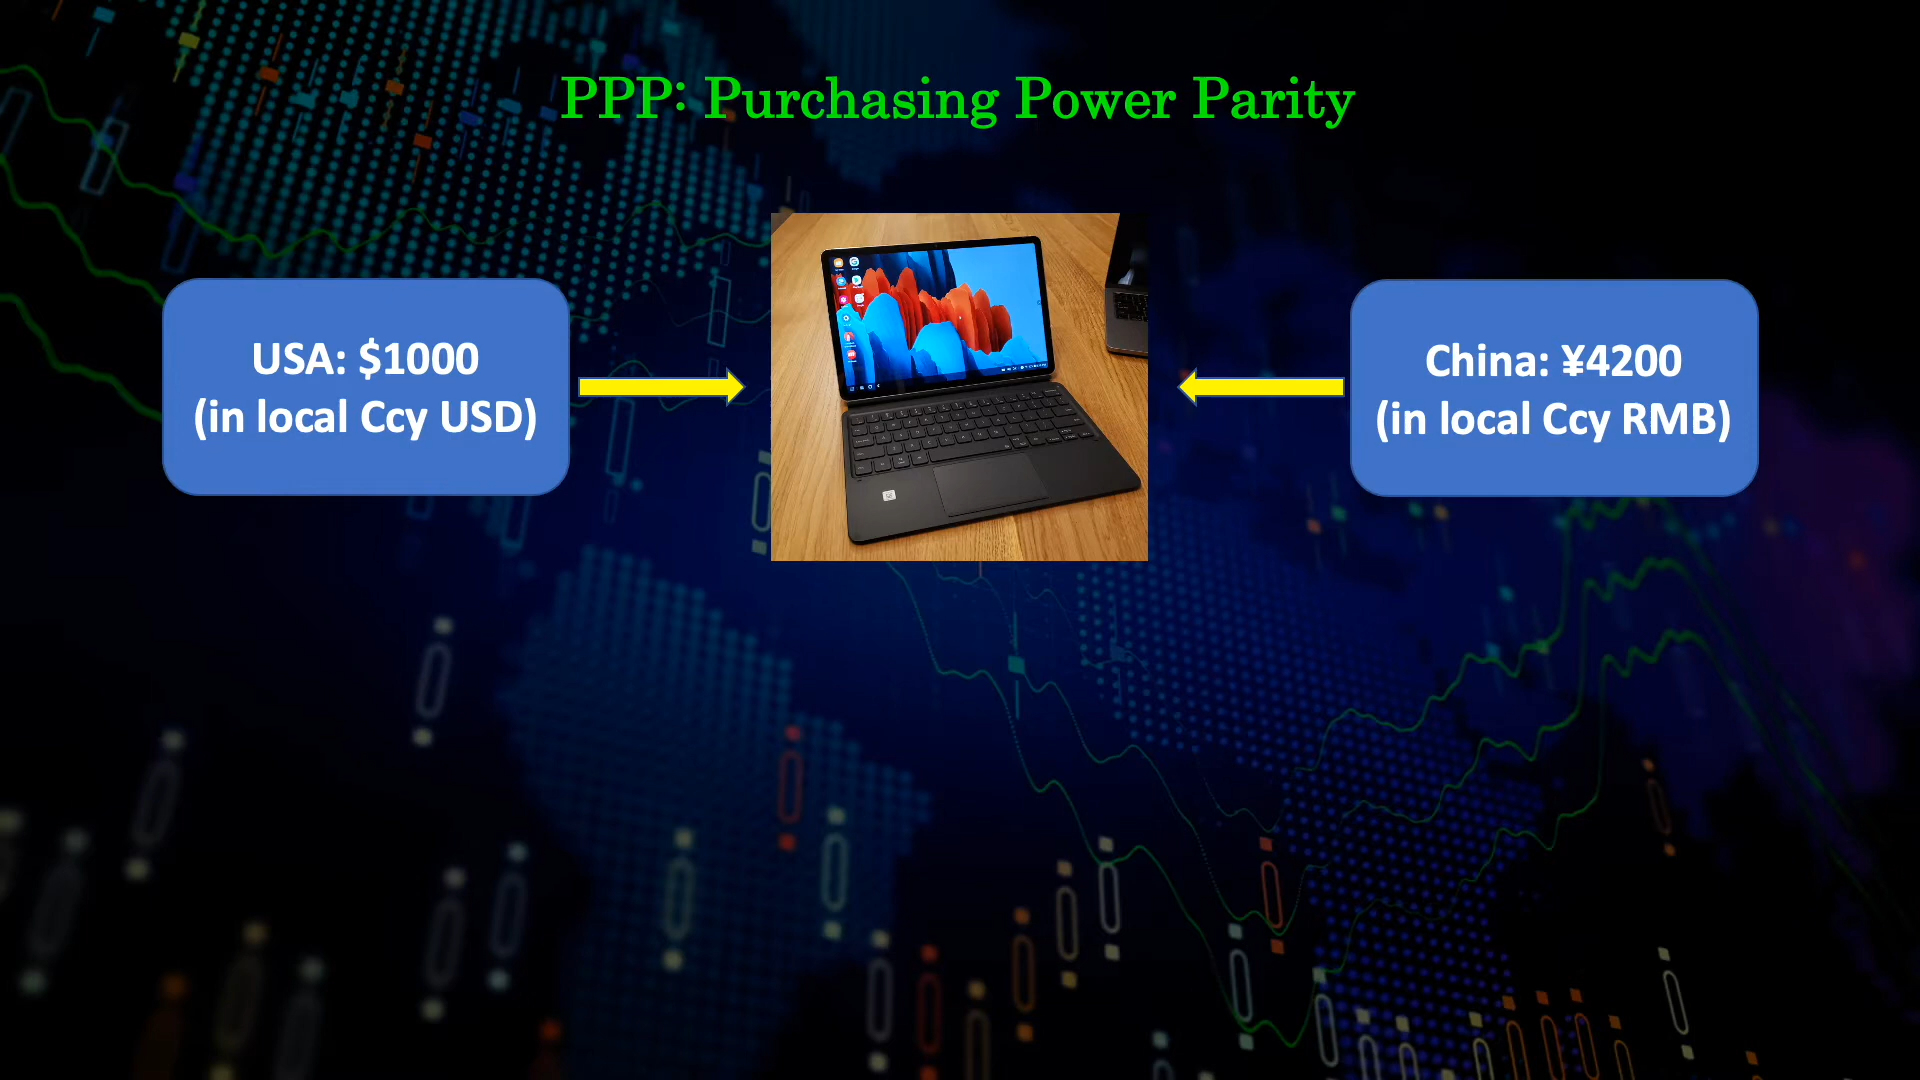 PPP: Purchasing Power Parity
USA: $1000
(in local Ccy USD)
China: ¥4200
(in local Ccy RMB)